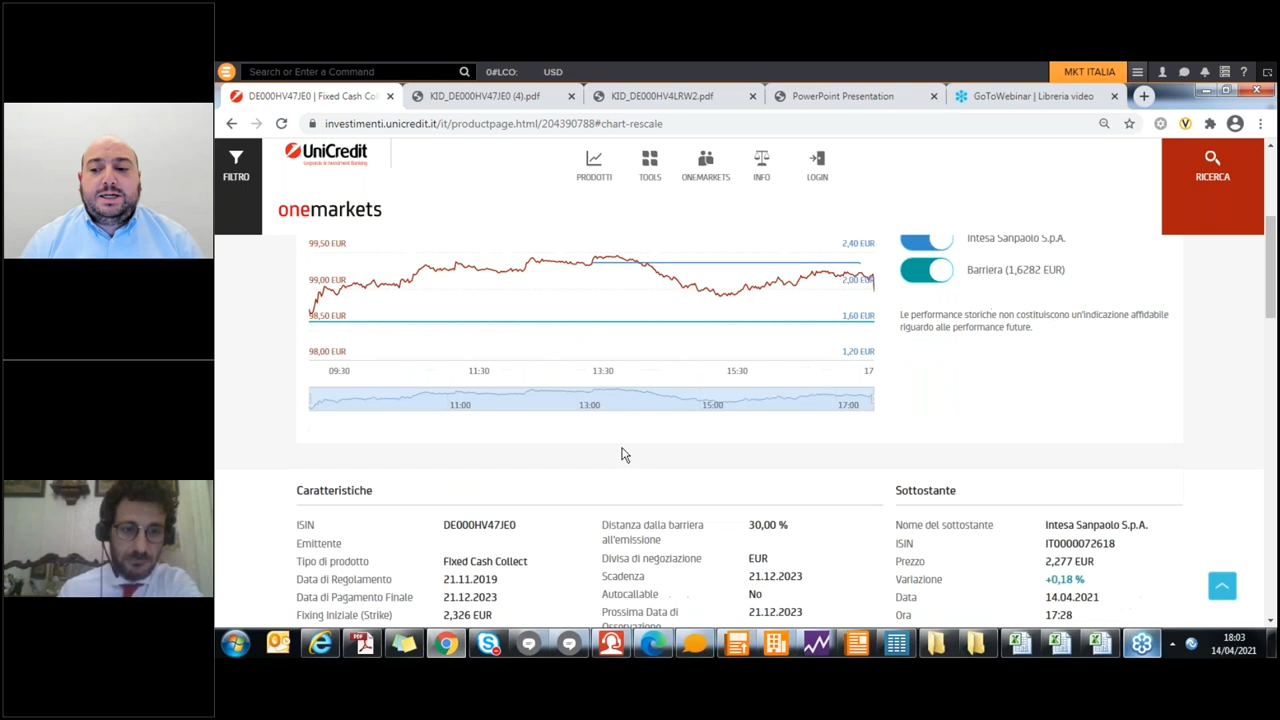 Search or Enter a Command 0#LCO: USD MKT ITALIA ?
DE000HV47JE0 | Fixed Cash Col KID_DE000HV47JE0 (4).pdf KID_DE000HV4LRW2.pdf PowerPoint Presentation GoToWebinar | Libreria video
investimenti.unicredit.it/it/productpage.html/204390788#chart-rescale
FILTRO
UniCredit
PRODOTTI TOOLS ONEMARKETS INFO LOGIN
RICERCA
onemarkets
99,50 EUR 2,40 EUR
99,00 EUR 2,00 EUR
98,50 EUR 1,60 EUR
98,00 EUR 1,20 EUR
09:30 11:30 13:30 15:30 17
11:00 13:00 15:00 17:00
Intesa Sanpaolo S.p.A.
Barriera (1,6282 EUR)
Le performance storiche non costituiscono un'indicazione affidabile
riguardo alle performance future.
Caratteristiche
ISIN DE000HV47JE0
Emittente
Tipo di prodotto Fixed Cash Collect
Data di Regolamento 21.11.2019
Data di Pagamento Finale 21.12.2023
Fixing Iniziale (Strike) 2,326 EUR
Distanza dalla barriera 30,00 %
all'emissione
Divisa di negoziazione EUR
Scadenza 21.12.2023
Autocallable No
Prossima Data di 21.12.2023
Osservazione
Sottostante
Nome del sottostante Intesa Sanpaolo S.p.A.
ISIN IT0000072618
Prezzo 2,277 EUR
Variazione +0,18 %
Data 14.04.2021
Ora 17:28
18:03
14/04/2021